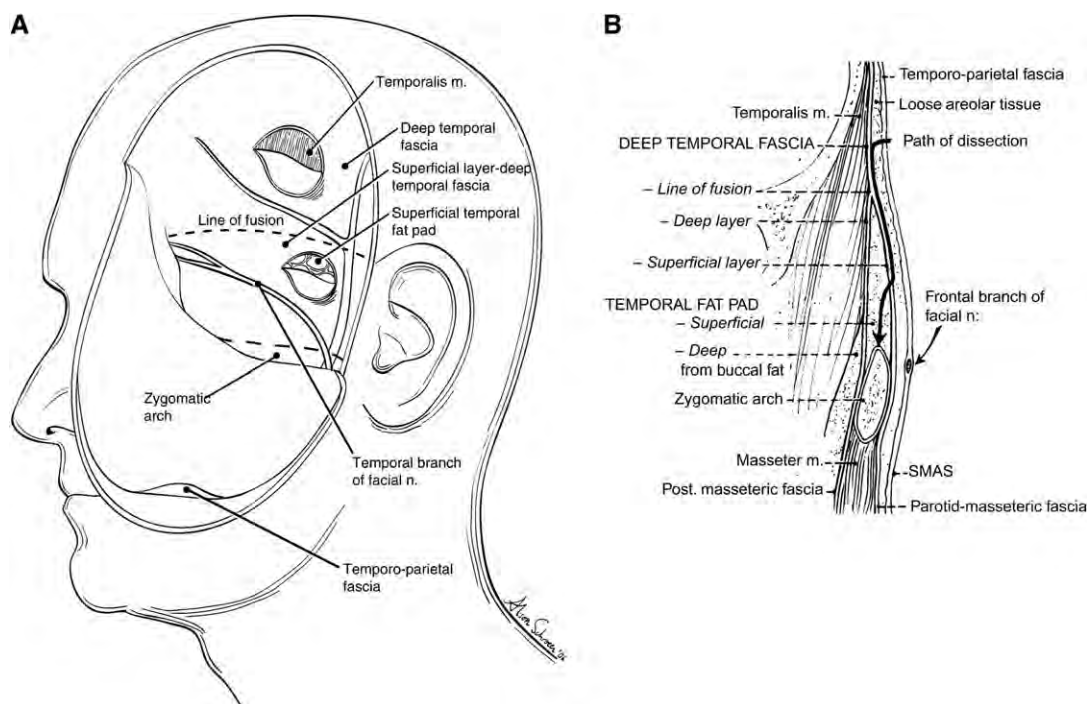 A
Temporalis m.
Deep temporal
fascia
Superficial layer-deep
temporal fascia
Superficial temporal
fat pad
Line of fusion
Zygomatic
arch
Temporal branch
of facial n.
Temporo-parietal
fascia
B
Temporo-parietal fascia
Loose areolar tissue
Path of dissection
Temporalis m.
DEEP TEMPORAL FASCIA
– Line of fusion
– Deep layer
– Superficial layer
TEMPORAL FAT PAD
– Superficial
– Deep
from buccal fat
Zygomatic arch
Masseter m.
Post. masseteric fascia
Frontal branch of
facial n:
SMAS
Parotid-masseteric fascia